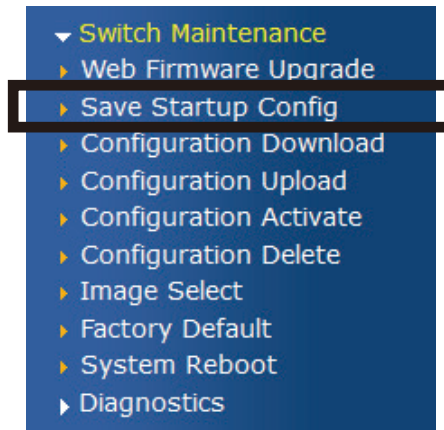 Switch Maintenance
Web Firmware Upgrade
Save Startup Config
Configuration Download
Configuration Upload
Configuration Activate
Configuration Delete
Image Select
Factory Default
System Reboot
Diagnostics